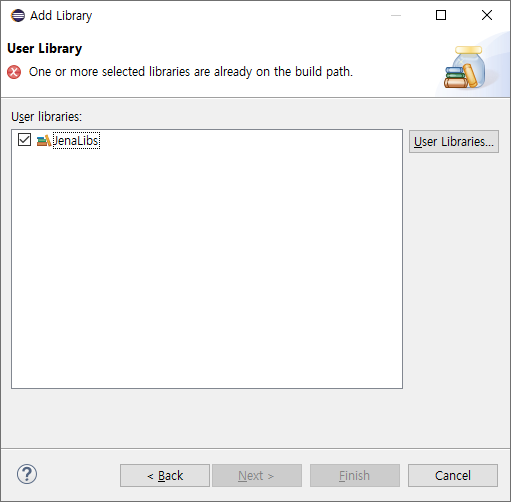 Add Library
User Library
One or more selected libraries are already on the build path.
User libraries:
JenaLibs
User Libraries...
?
< Back
Next >
Finish
Cancel